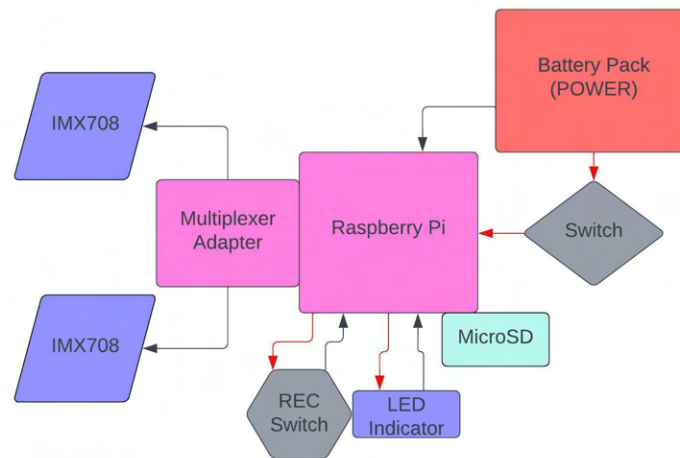 IMX708
Battery Pack
(POWER)
Multiplexer
Adapter
Raspberry Pi
Switch
IMX708
MicroSD
REC
Switch
LED
Indicator